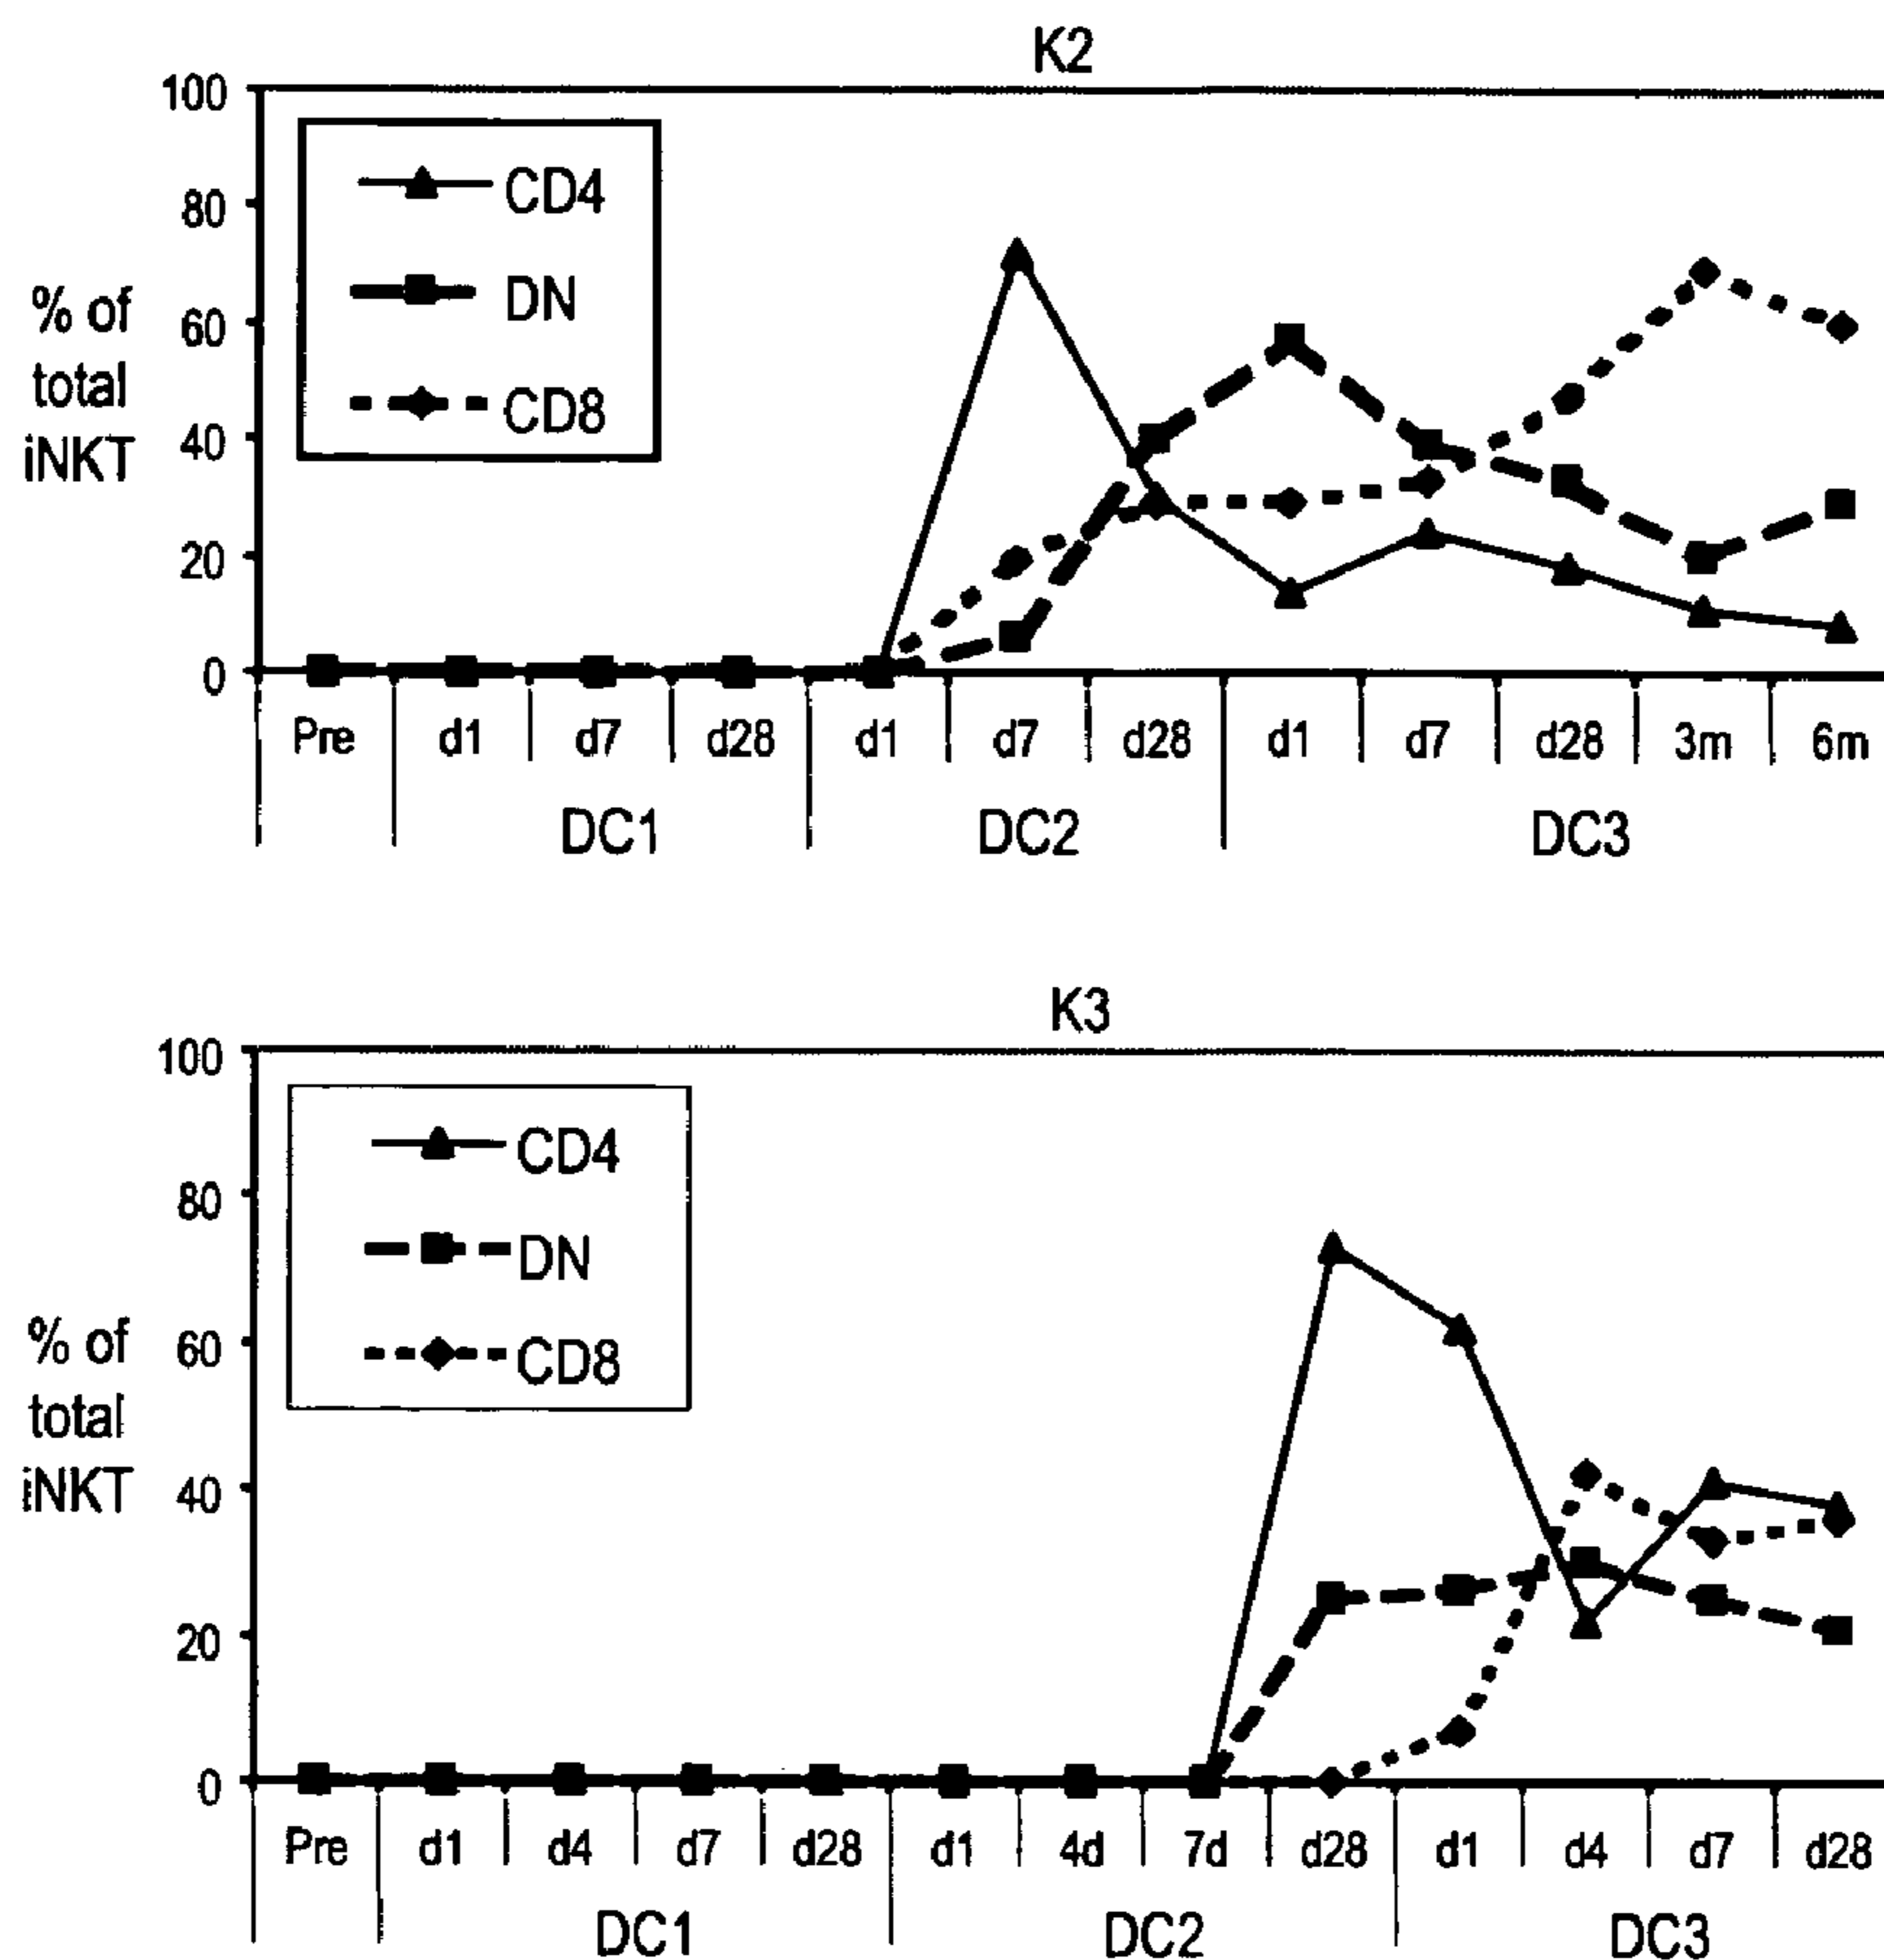 K2
100
80
60
40
20
0
% of
total
iNKT
CD4
DN
CD8
Pre d1 d7 d28 d1 d7 d28 d1 d7 d28 3m 6m
DC1 DC2 DC3
K3
100
80
60
40
20
0
% of
total
iNKT
CD4
DN
CD8
Pre d1 d4 d7 d28 d1 4d 7d d28 d1 d4 d7 d28
DC1 DC2 DC3